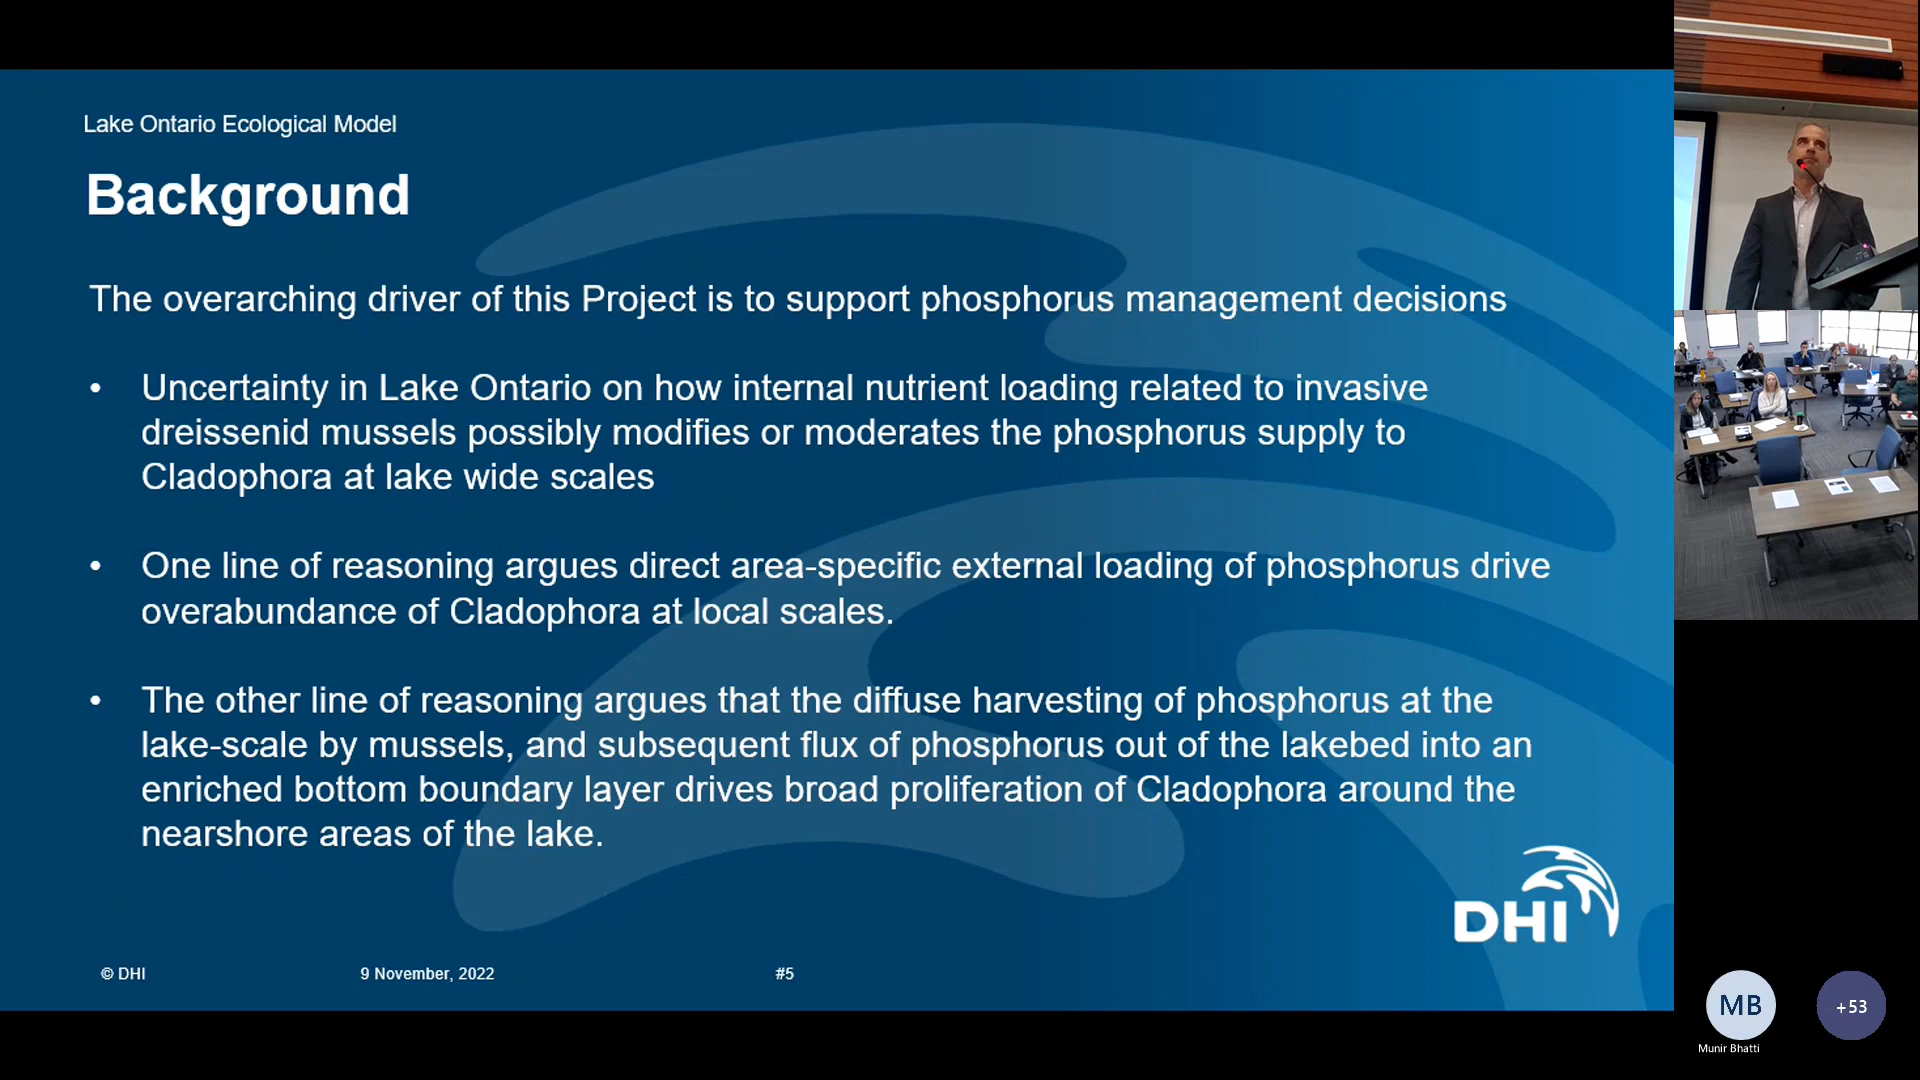 Lake Ontario Ecological Model
Background
The overarching driver of this Project is to support phosphorus management decisions
• Uncertainty in Lake Ontario on how internal nutrient loading related to invasive
dreissenid mussels possibly modifies or moderates the phosphorus supply to
Cladophora at lake wide scales
• One line of reasoning argues direct area-specific external loading of phosphorus drive
overabundance of Cladophora at local scales.
• The other line of reasoning argues that the diffuse harvesting of phosphorus at the
lake-scale by mussels, and subsequent flux of phosphorus out of the lakebed into an
enriched bottom boundary layer drives broad proliferation of Cladophora around the
nearshore areas of the lake.
DHI
© DHI
9 November, 2022
#5
MB
+53
Munir Bhatti